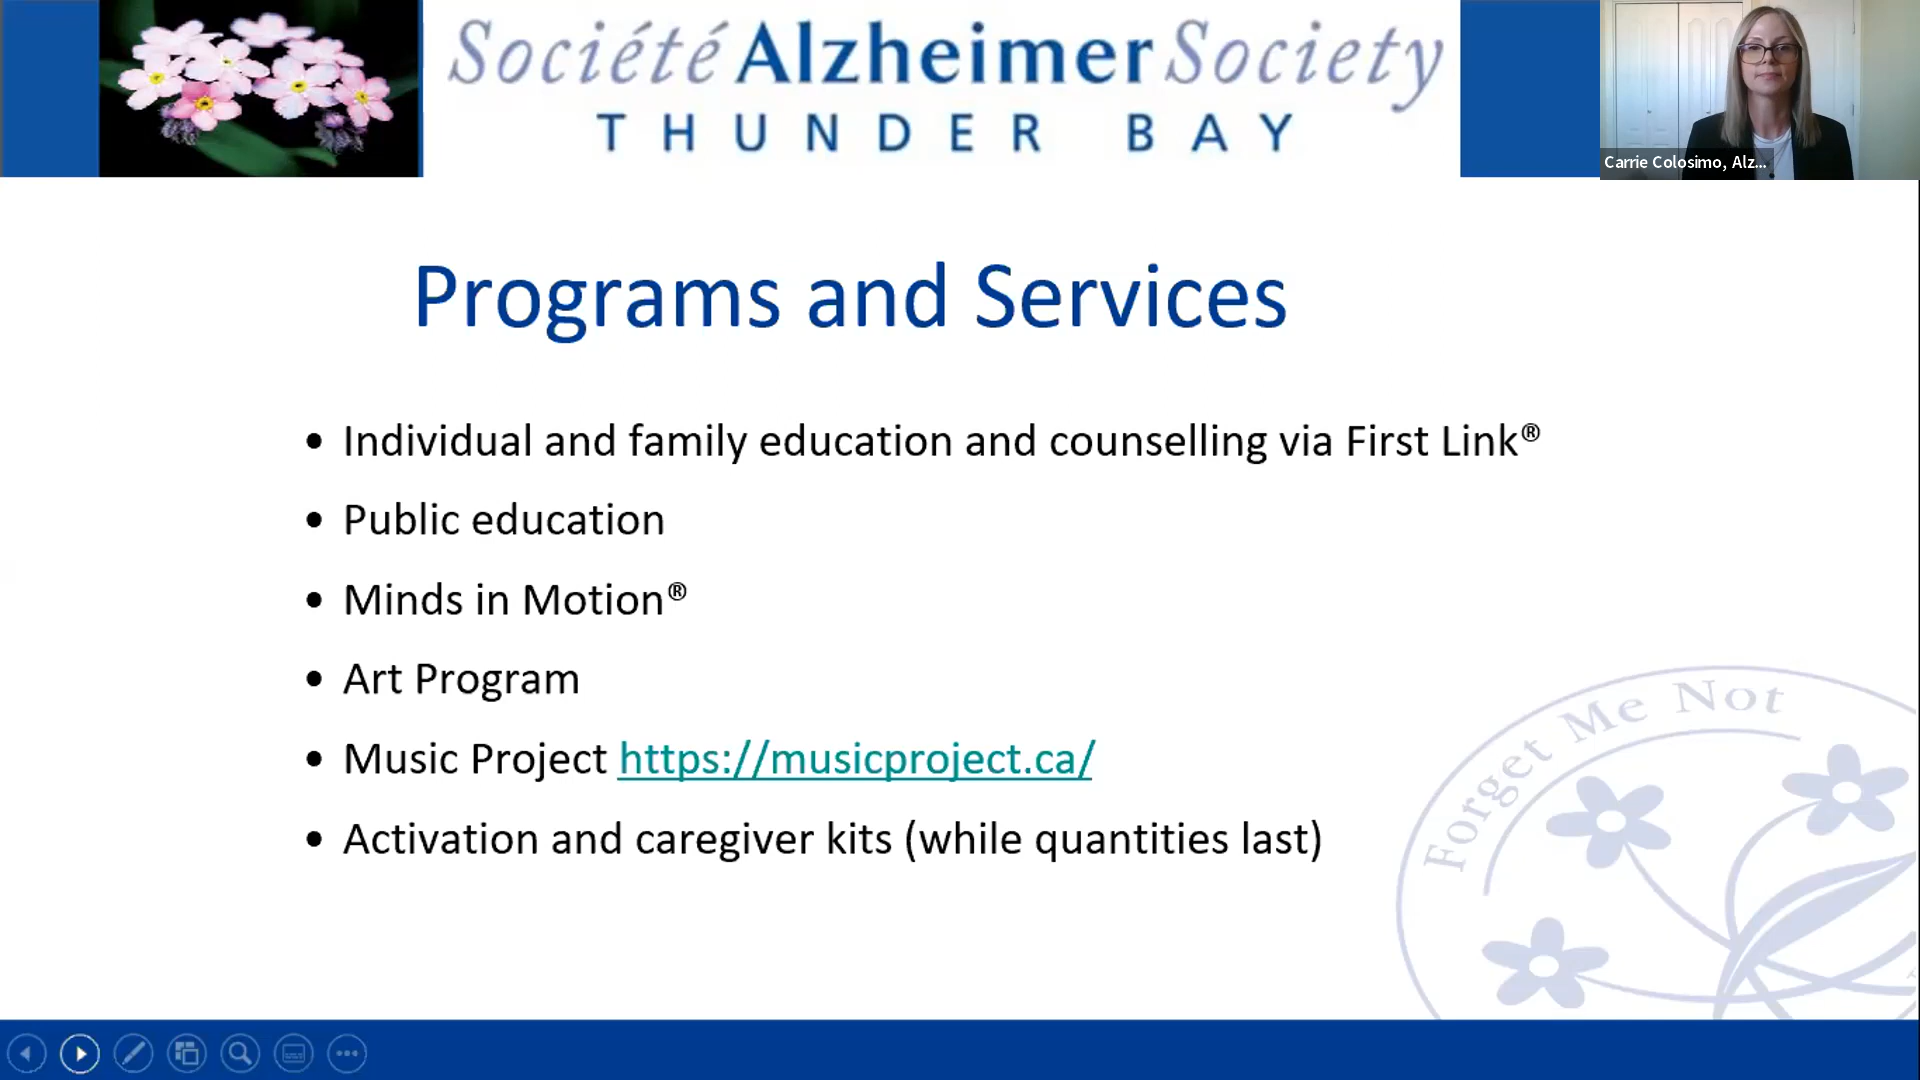 Société Alzheimer Society
THUNDER BAY
Carrie Colosimo, Alz...
Programs and Services
• Individual and family education and counselling via First Link®
• Public education
• Minds in Motion®
• Art Program
• Music Project https://musicproject.ca/
• Activation and caregiver kits (while quantities last)
Forget Me Not